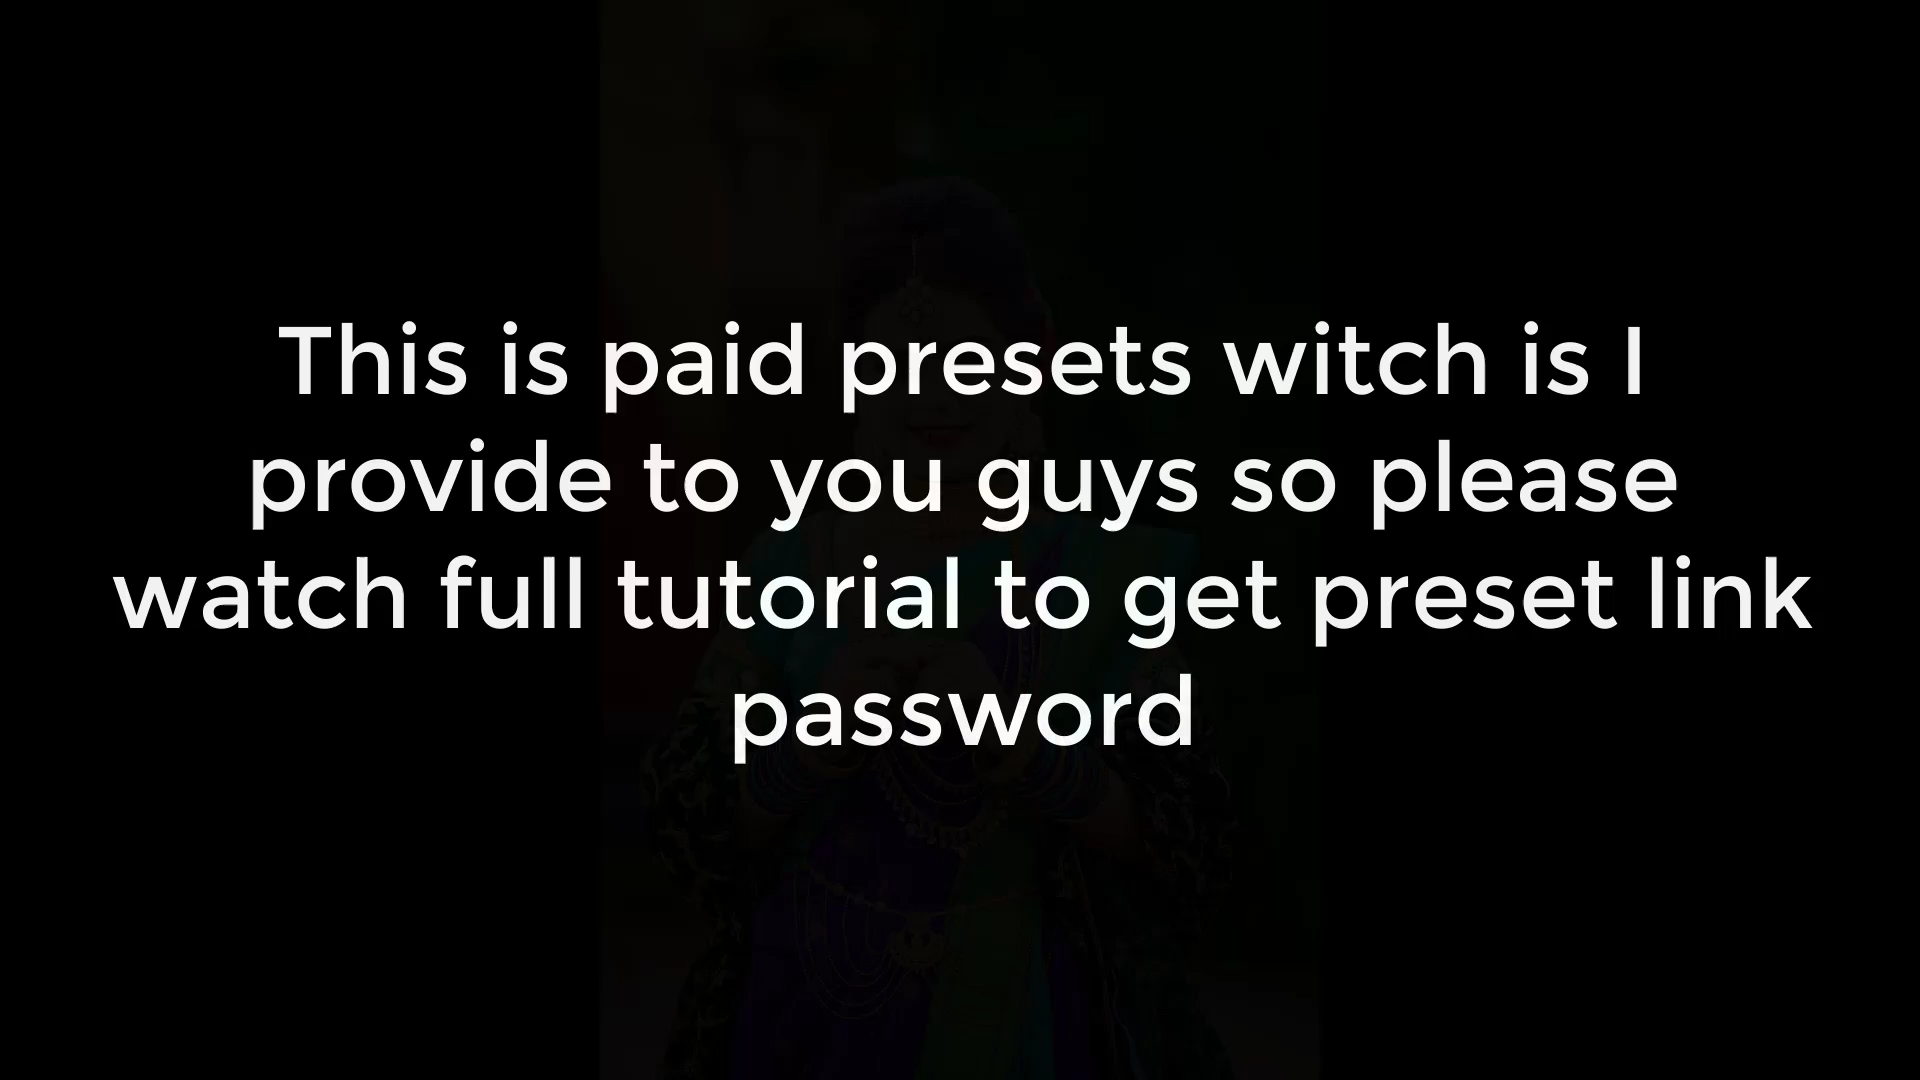 This is paid presets witch is I
provide to you guys so please
watch full tutorial to get preset link
password